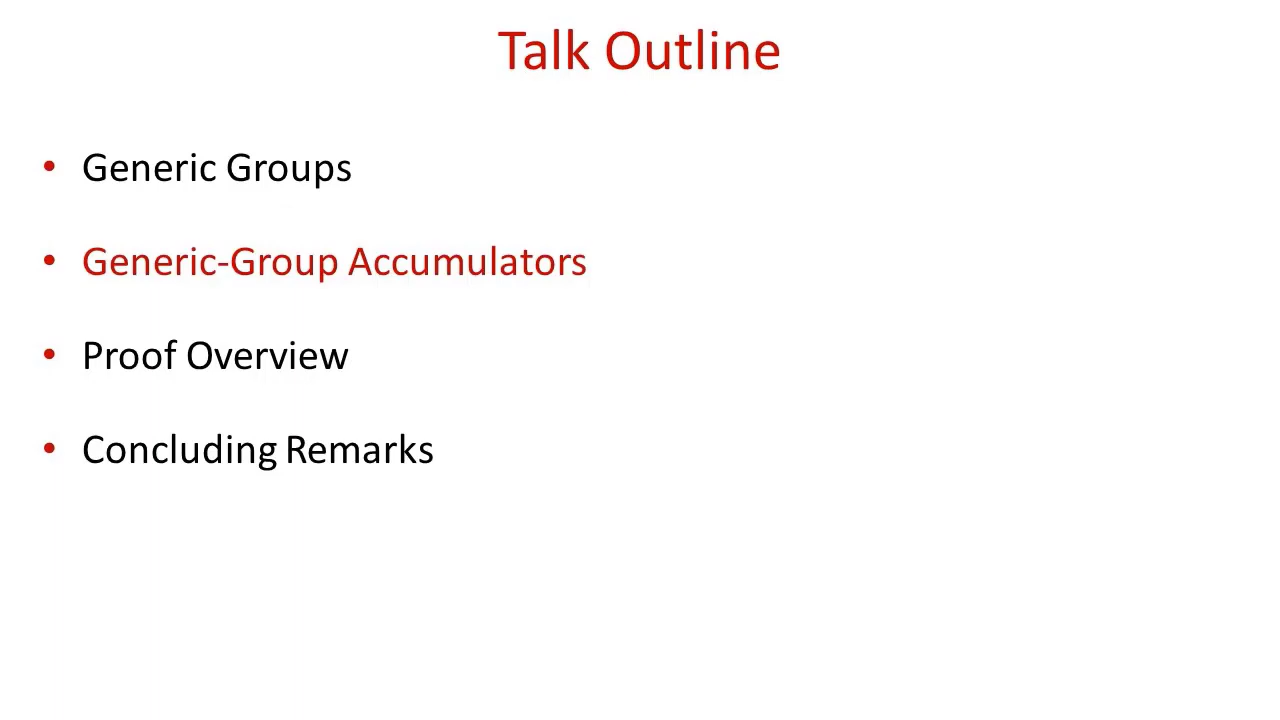 Talk Outline
• Generic Groups
• Generic-Group Accumulators
• Proof Overview
• Concluding Remarks